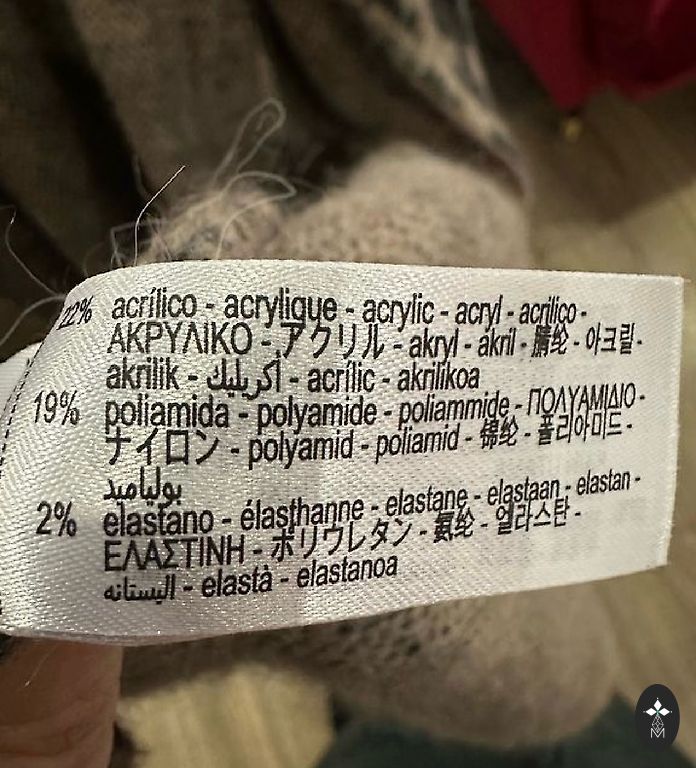 22% acrílico - acrylique - acrylic - acryl - acrilico -
ΑΚΡΥΛΙΚΟ - アクリル - akryl - akril - 腈纶 - 아크릴 -
akrilik - أكريليك - acrílic - akrilikoa
19% poliamida - polyamide - poliammide - ΠΟΛΥΑΜΙΔΙΟ -
ナイロン - polyamid - poliamid - 锦纶 - 폴리아미드 -
بولياميد
2% elastano - élasthanne - elastane - elastaan - elastan -
ΕΛΑΣΤΙΝΗ - ポリウレタン - 氨纶 - 엘라스탄 -
اليستانه - elastà - elastanoa
M